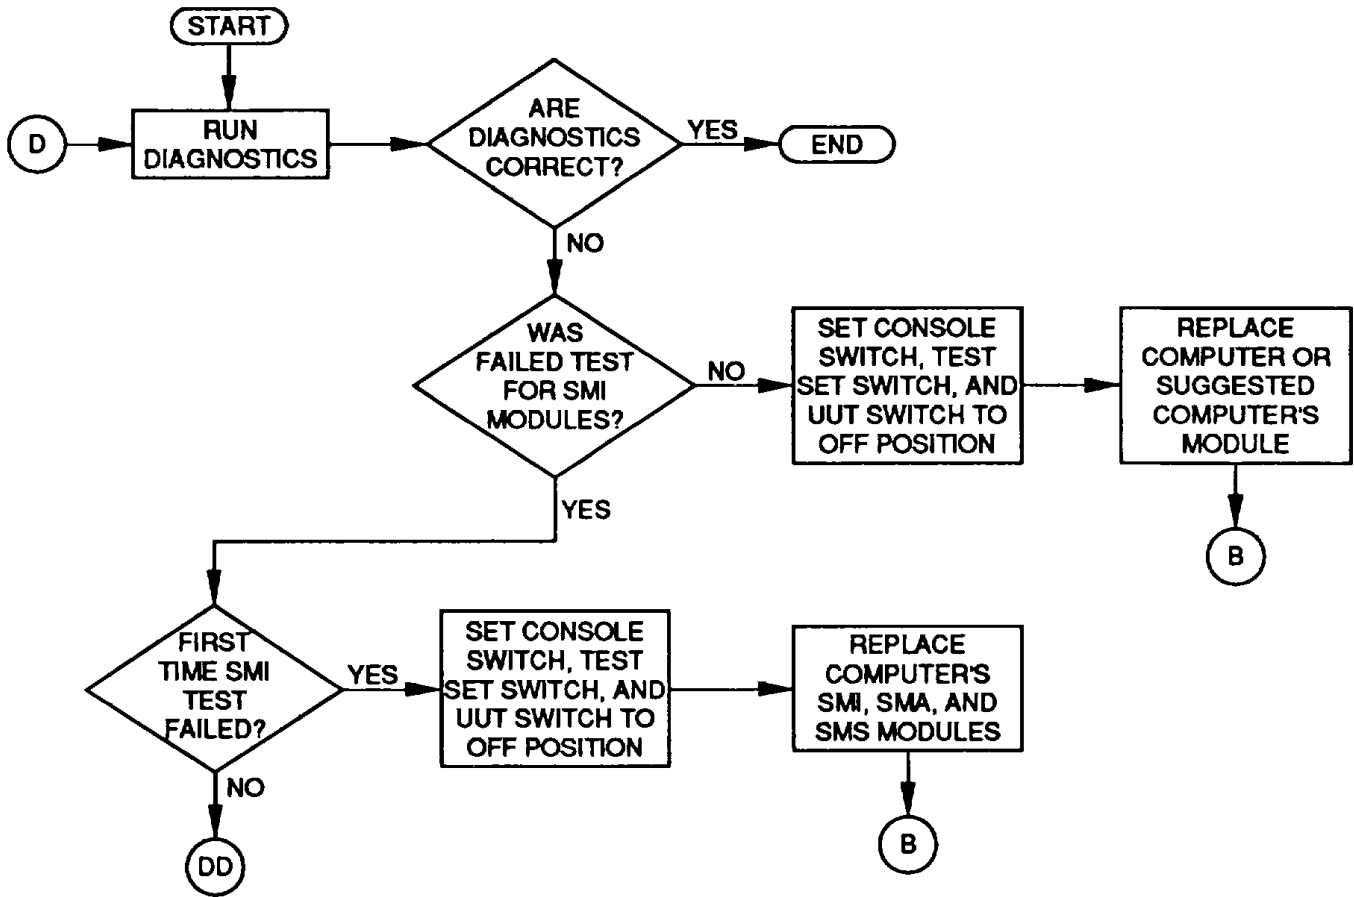 START
D
RUN
DIAGNOSTICS
ARE
DIAGNOSTICS
CORRECT?
YES
END
NO
WAS
FAILED TEST
FOR SMI
MODULES?
NO
SET CONSOLE
SWITCH, TEST
SET SWITCH, AND
UUT SWITCH TO
OFF POSITION
REPLACE
COMPUTER OR
SUGGESTED
COMPUTER'S
MODULE
B
YES
FIRST
TIME SMI
TEST
FAILED?
YES
SET CONSOLE
SWITCH, TEST
SET SWITCH, AND
UUT SWITCH TO
OFF POSITION
REPLACE
COMPUTER'S
SMI, SMA, AND
SMS MODULES
B
NO
DD